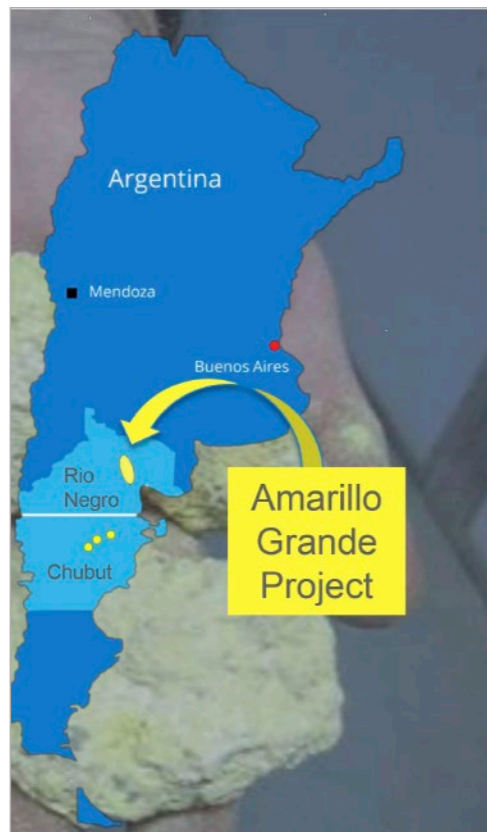 Argentina
Mendoza
Buenos Aires
Rio
Negro
Amarillo
Grande
Project
Chubut